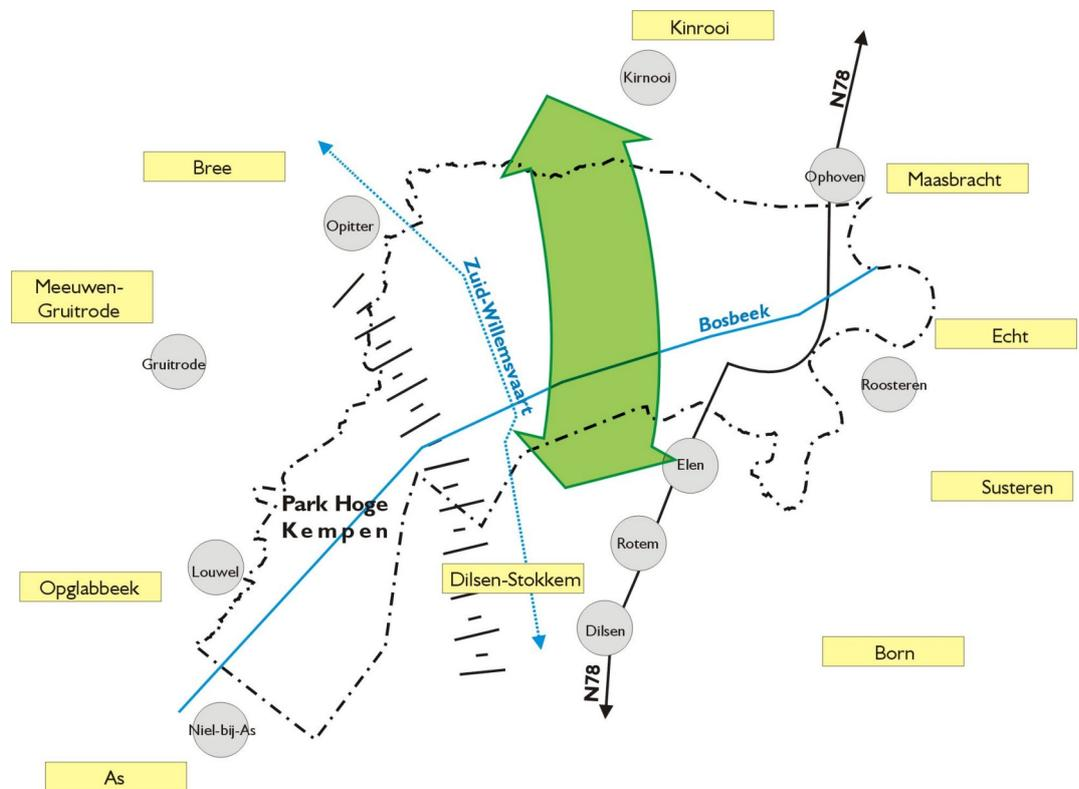 Kinrooi
Kirnooi
N78
Bree
Ophoven
Maasbracht
Opitter
Zuid-Willemsvaart
Meeuwen-
Gruitrode
Bosbeek
Echt
Gruitrode
Roosteren
Elen
Susteren
Park Hoge
Kempen
Rotem
Louwel
Opglabbeek
Dilsen-Stokkem
Dilsen
Born
N78
Niel-bij-As
As